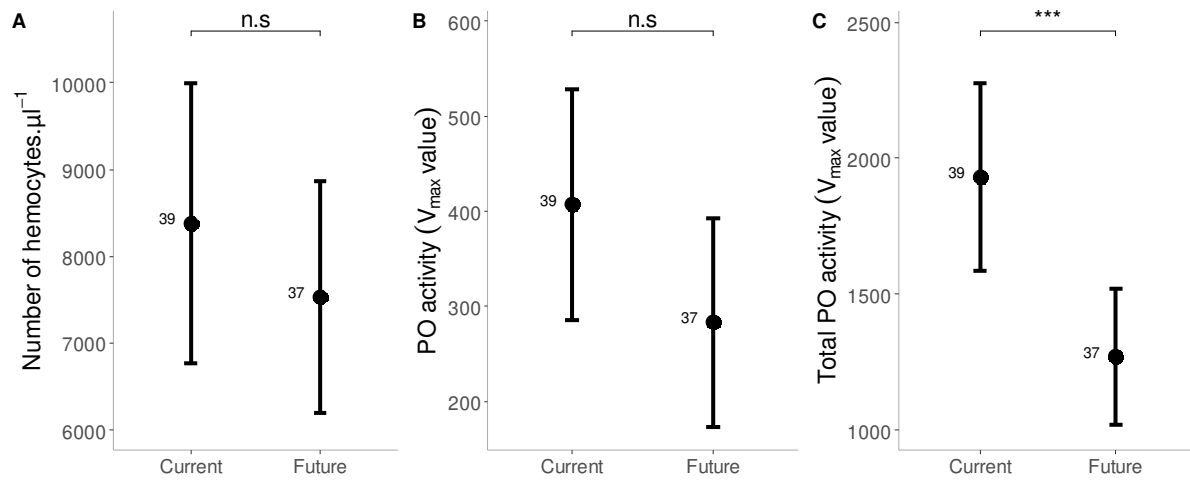 A
n.s
Number of hemocytes.µl⁻¹
10000
9000
8000
7000
6000
39
37
Current Future
B
n.s
PO activity (Vmax value)
600
500
400
300
200
39
37
Current Future
C
***
Total PO activity (Vmax value)
2500
2000
1500
1000
39
37
Current Future